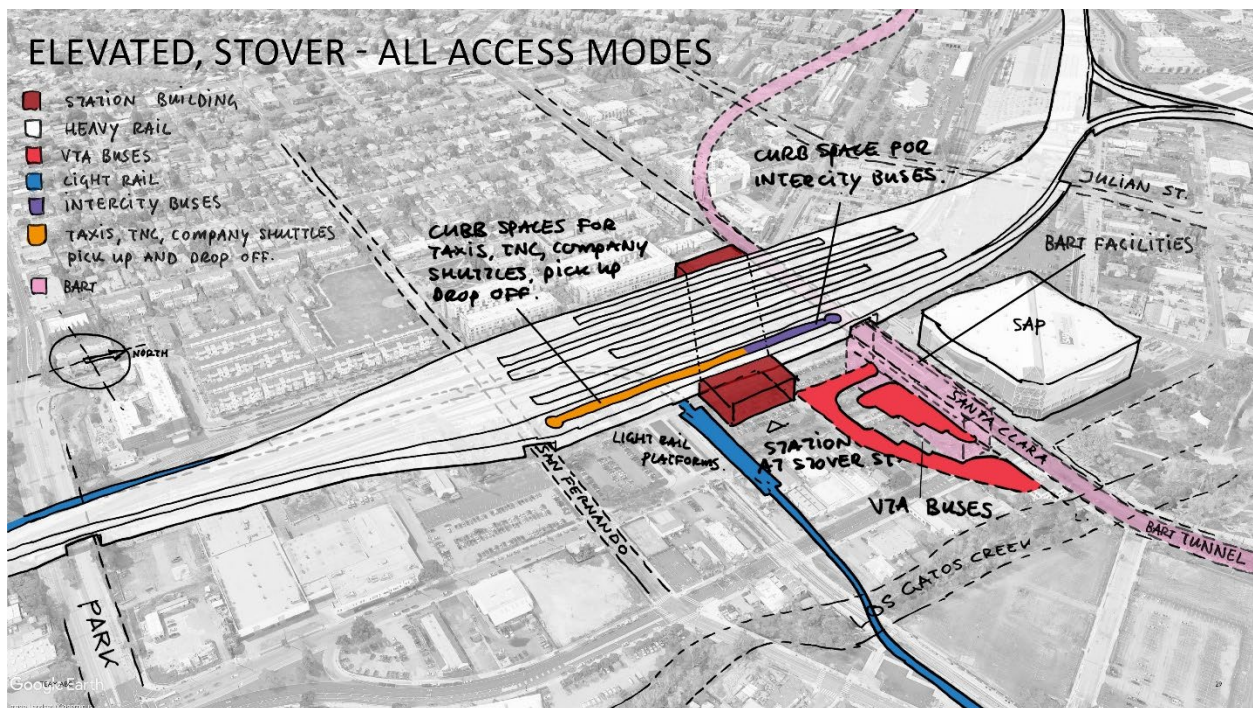 ELEVATED, STOVER - ALL ACCESS MODES
STATION BUILDING
HEAVY RAIL
VTA BUSES
LIGHT RAIL
INTERCITY BUSES
TAXIS, TNC, COMPANY SHUTTLES
PICK UP AND DROP OFF.
BART
NORTH
CURB SPACES FOR
TAXIS, TNC, COMPANY
SHUTTLES, PICK UP
DROP OFF.
CURB SPACE FOR
INTERCITY BUSES.
JULIAN ST.
BART FACILITIES
SAP
SANTA CLARA
LIGHT RAIL
PLATFORMS.
STATION
AT STOVER ST.
VTA BUSES
SAN FERNANDO
BART TUNNEL
LOS GATOS CREEK
PARK
Google Earth
29